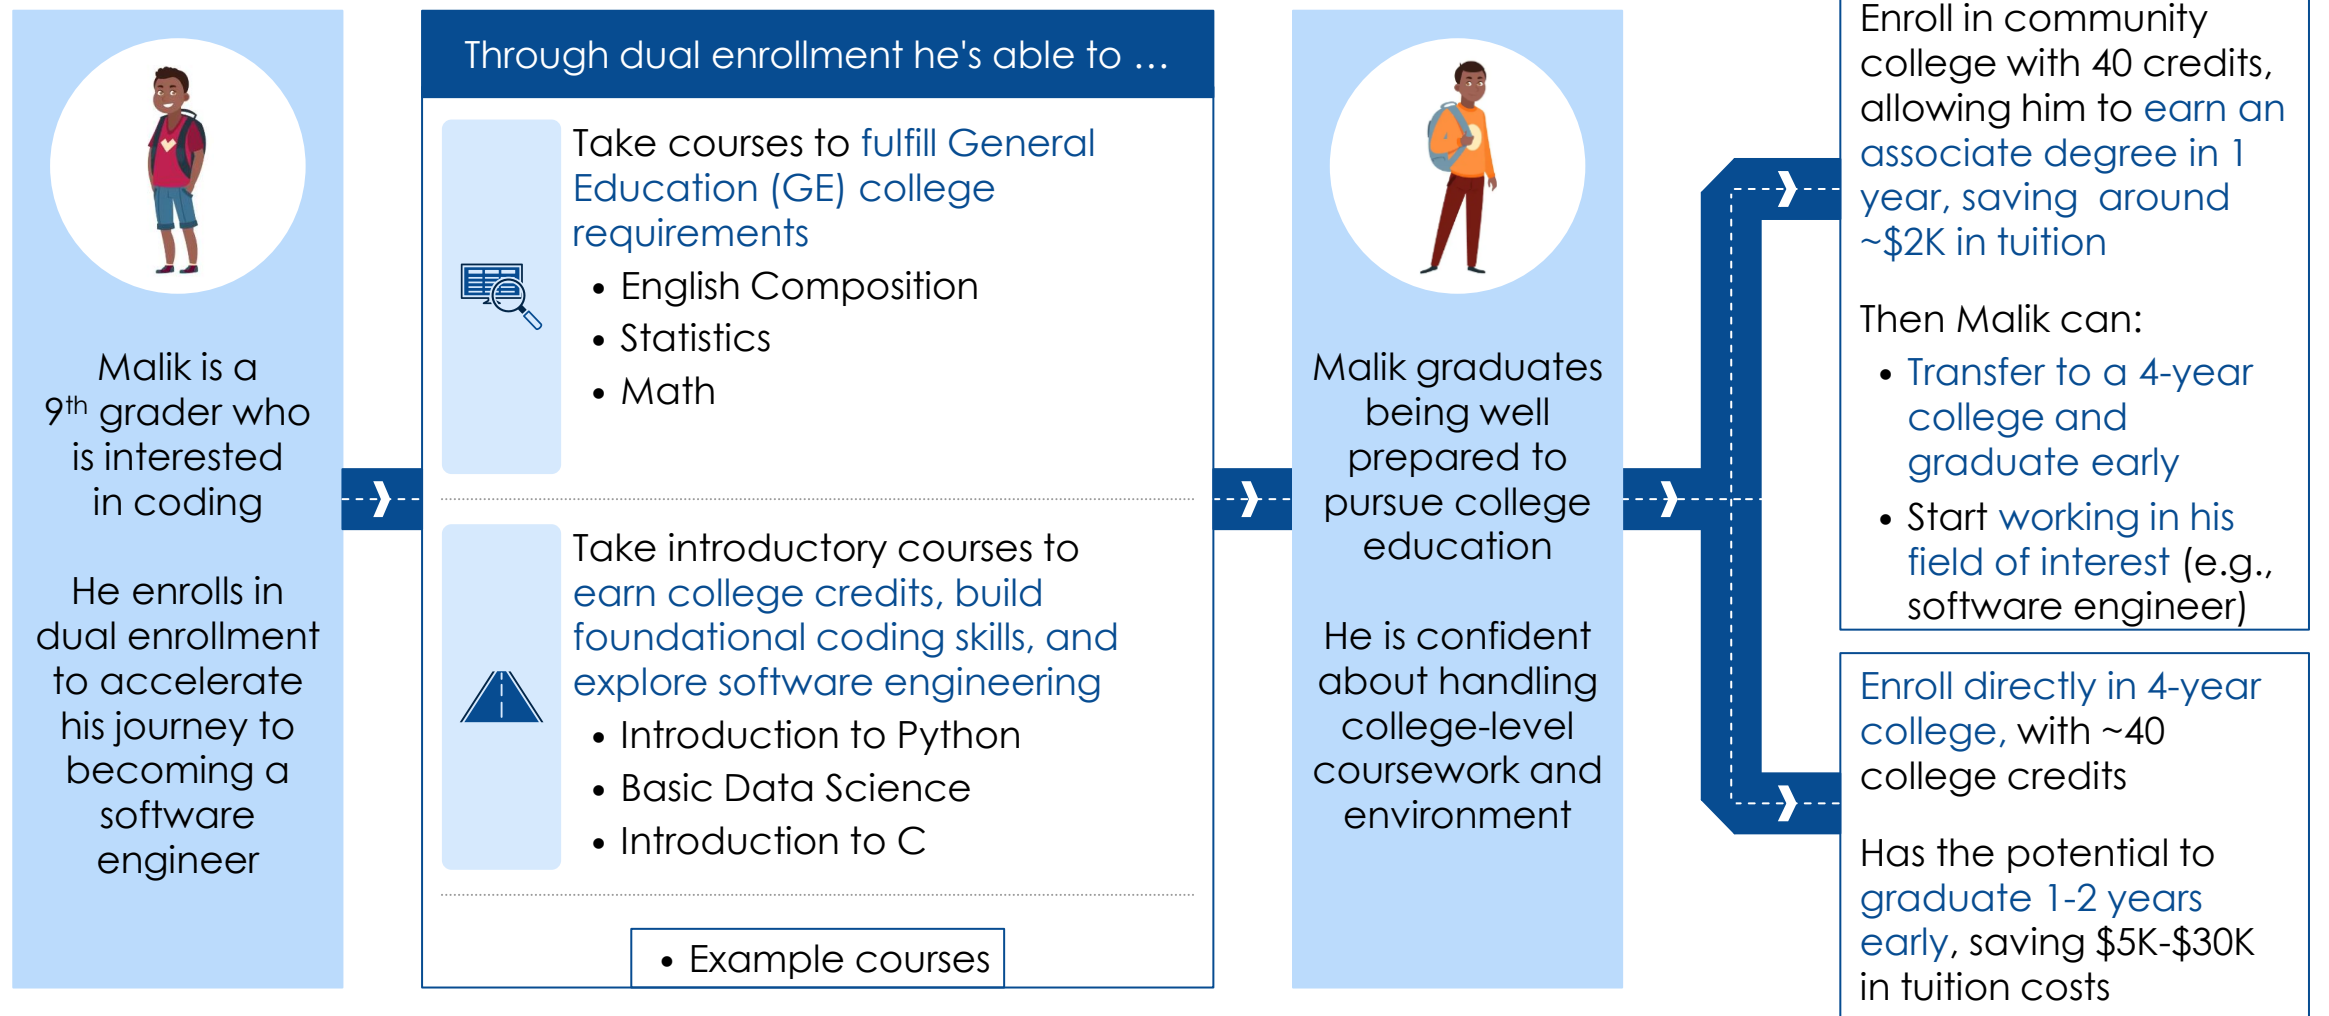 Malik is a
9th grader who
is interested
in coding
He enrolls in
dual enrollment
to accelerate
his journey to
becoming a
software
engineer
Through dual enrollment he's able to …
Take courses to fulfill General
Education (GE) college
requirements
• English Composition
• Statistics
• Math
Take introductory courses to
earn college credits, build
foundational coding skills, and
explore software engineering
• Introduction to Python
• Basic Data Science
• Introduction to C
• Example courses
Malik graduates
being well
prepared to
pursue college
education
He is confident
about handling
college-level
coursework and
environment
Enroll in community
college with 40 credits,
allowing him to earn an
associate degree in 1
year, saving around
~$2K in tuition
Then Malik can:
• Transfer to a 4-year
college and
graduate early
• Start working in his
field of interest (e.g.,
software engineer)
Enroll directly in 4-year
college, with ~40
college credits
Has the potential to
graduate 1-2 years
early, saving $5K-$30K
in tuition costs